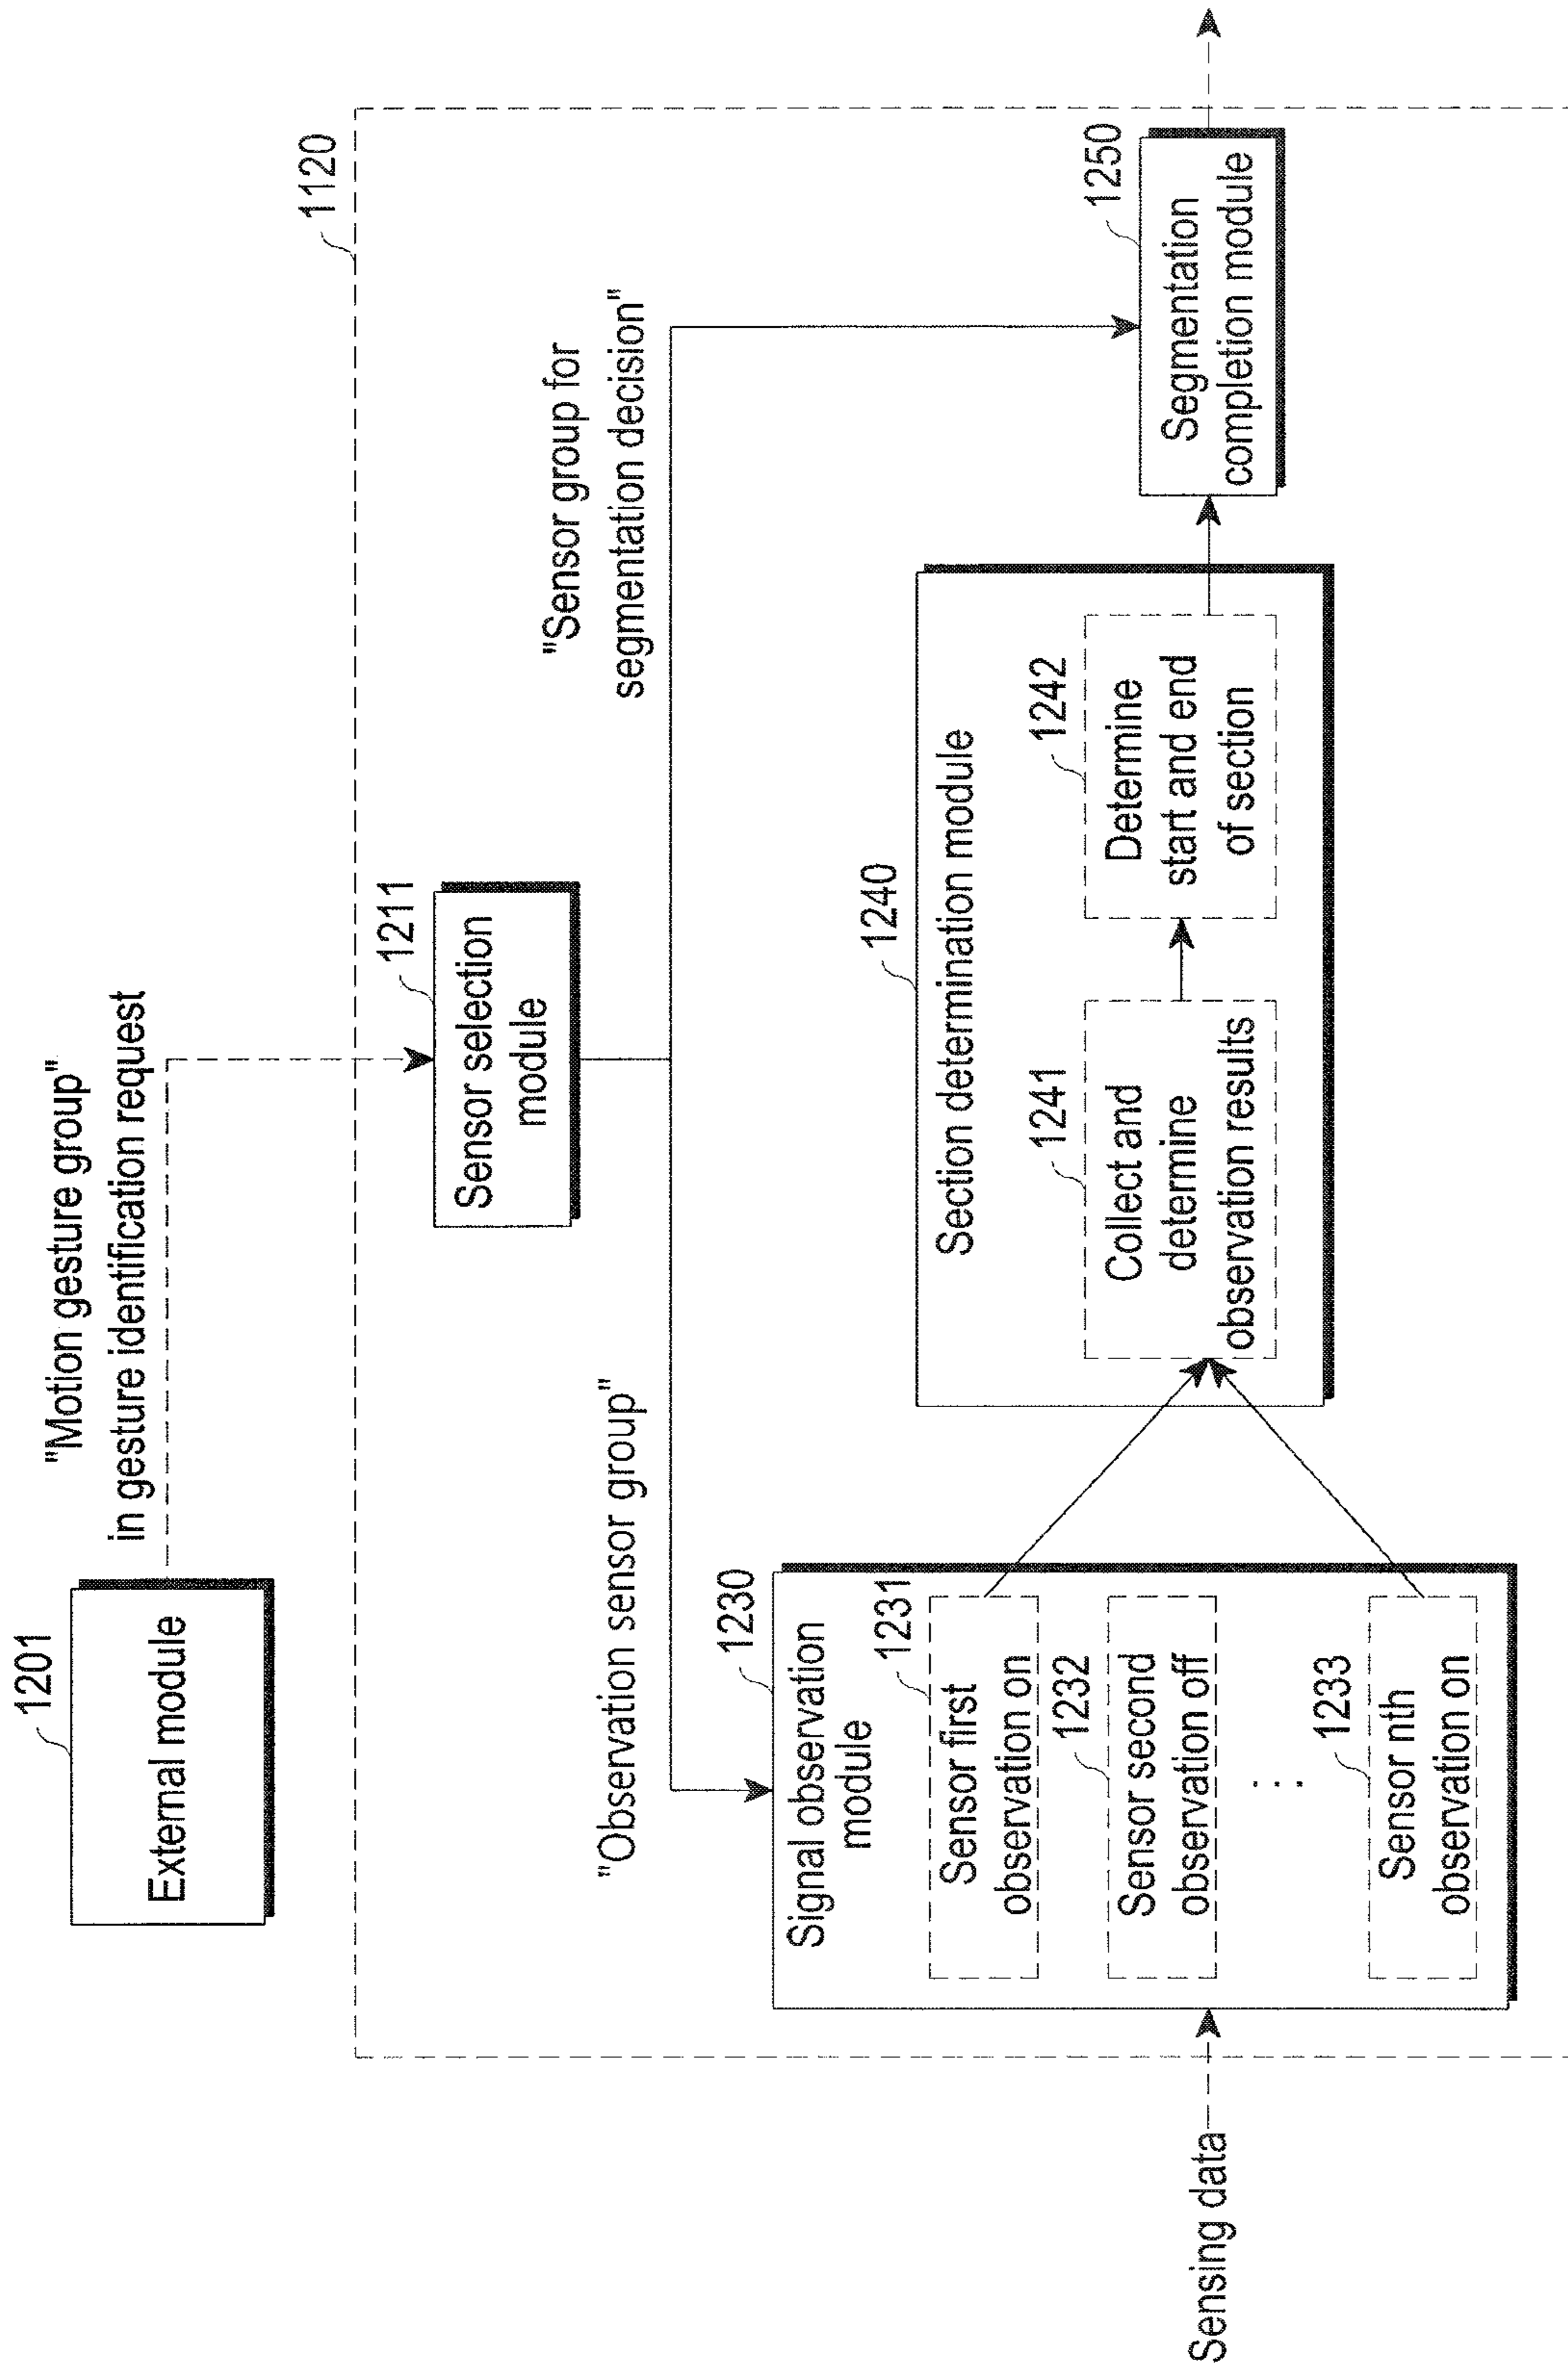 1201
External module
"Motion gesture group"
in gesture identification request
1120
1211
Sensor selection
module
"Observation sensor group"
"Sensor group for
segmentation decision"
1230
Signal observation
module
1231
Sensor first
observation on
1232
Sensor second
observation off
...
1233
Sensor nth
observation on
Sensing data
1240
Section determination module
1241
Collect and
determine
observation results
1242
Determine
start and end
of section
1250
Segmentation
completion module